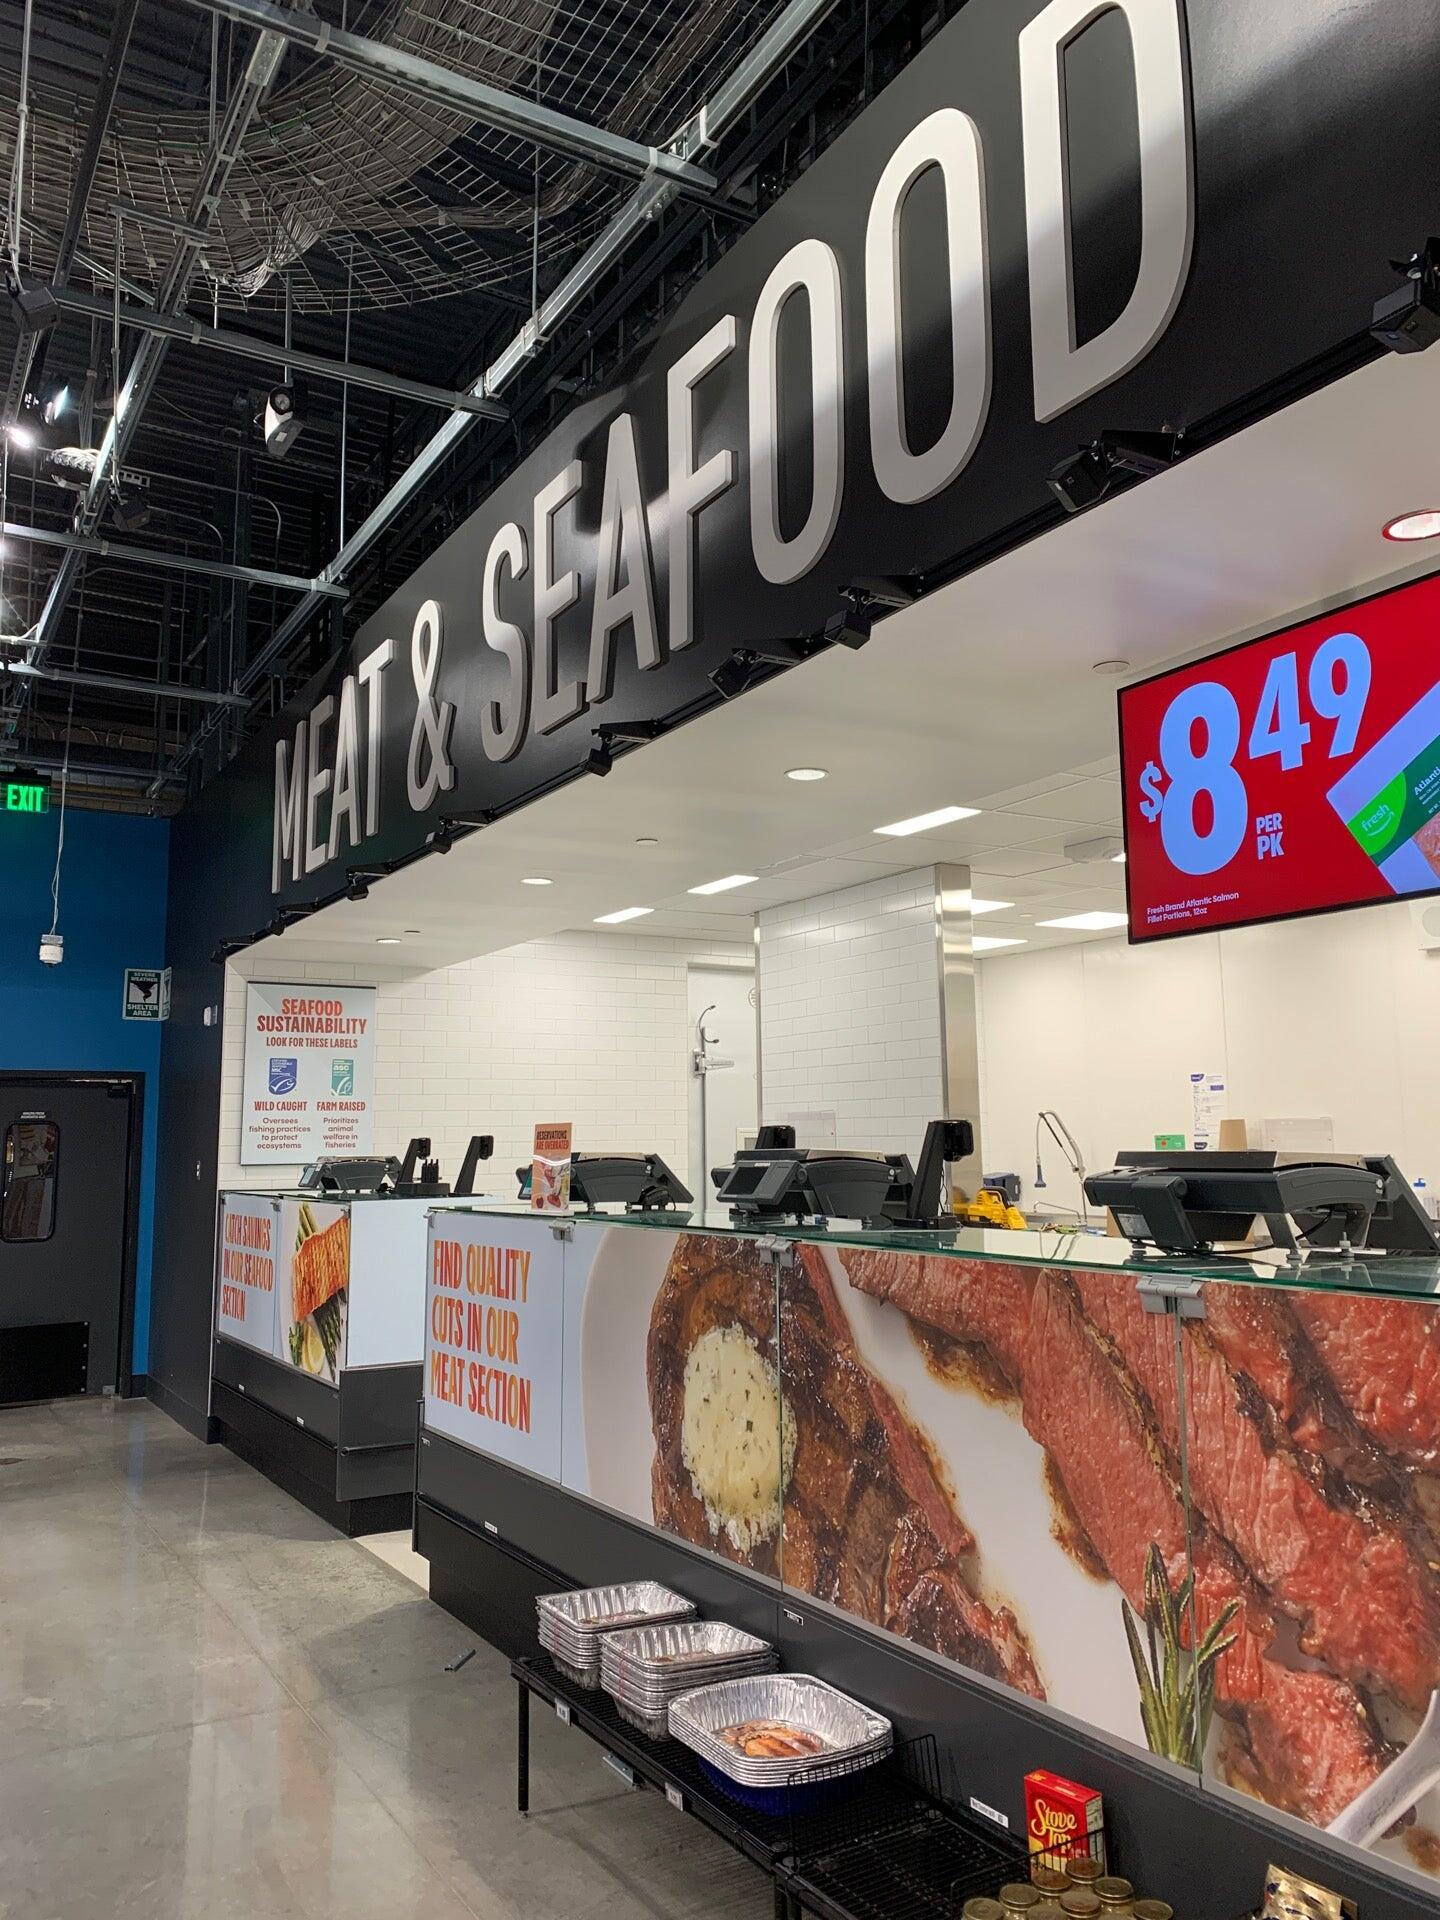 MEAT & SEAFOOD
EXIT
$8 49
PER
PK
Fresh Brand Atlantic Salmon
Fillet Portions, 12oz
fresh
Atlantic
SEVERE
WEATHER
SHELTER
AREA
SEAFOOD
SUSTAINABILITY
LOOK FOR THESE LABELS
MSC
asc
WILD CAUGHT
FARM RAISED
Oversees
fishing practices
to protect
ecosystems
Prioritizes
animal
welfare in
fisheries
RESERVATIONS
ARE OVERRATED
CATCH SAVINGS
IN OUR SEAFOOD
SECTION
FIND QUALITY
CUTS IN OUR
MEAT SECTION
Stove
Top